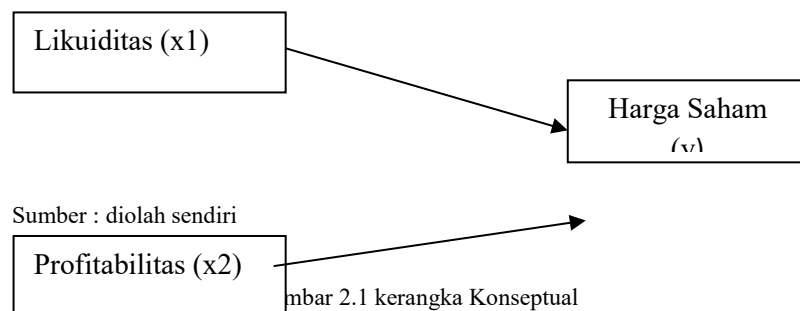 Likuiditas (x1)
Harga Saham
(y)
Sumber : diolah sendiri
Profitabilitas (x2)
mbar 2.1 kerangka Konseptual